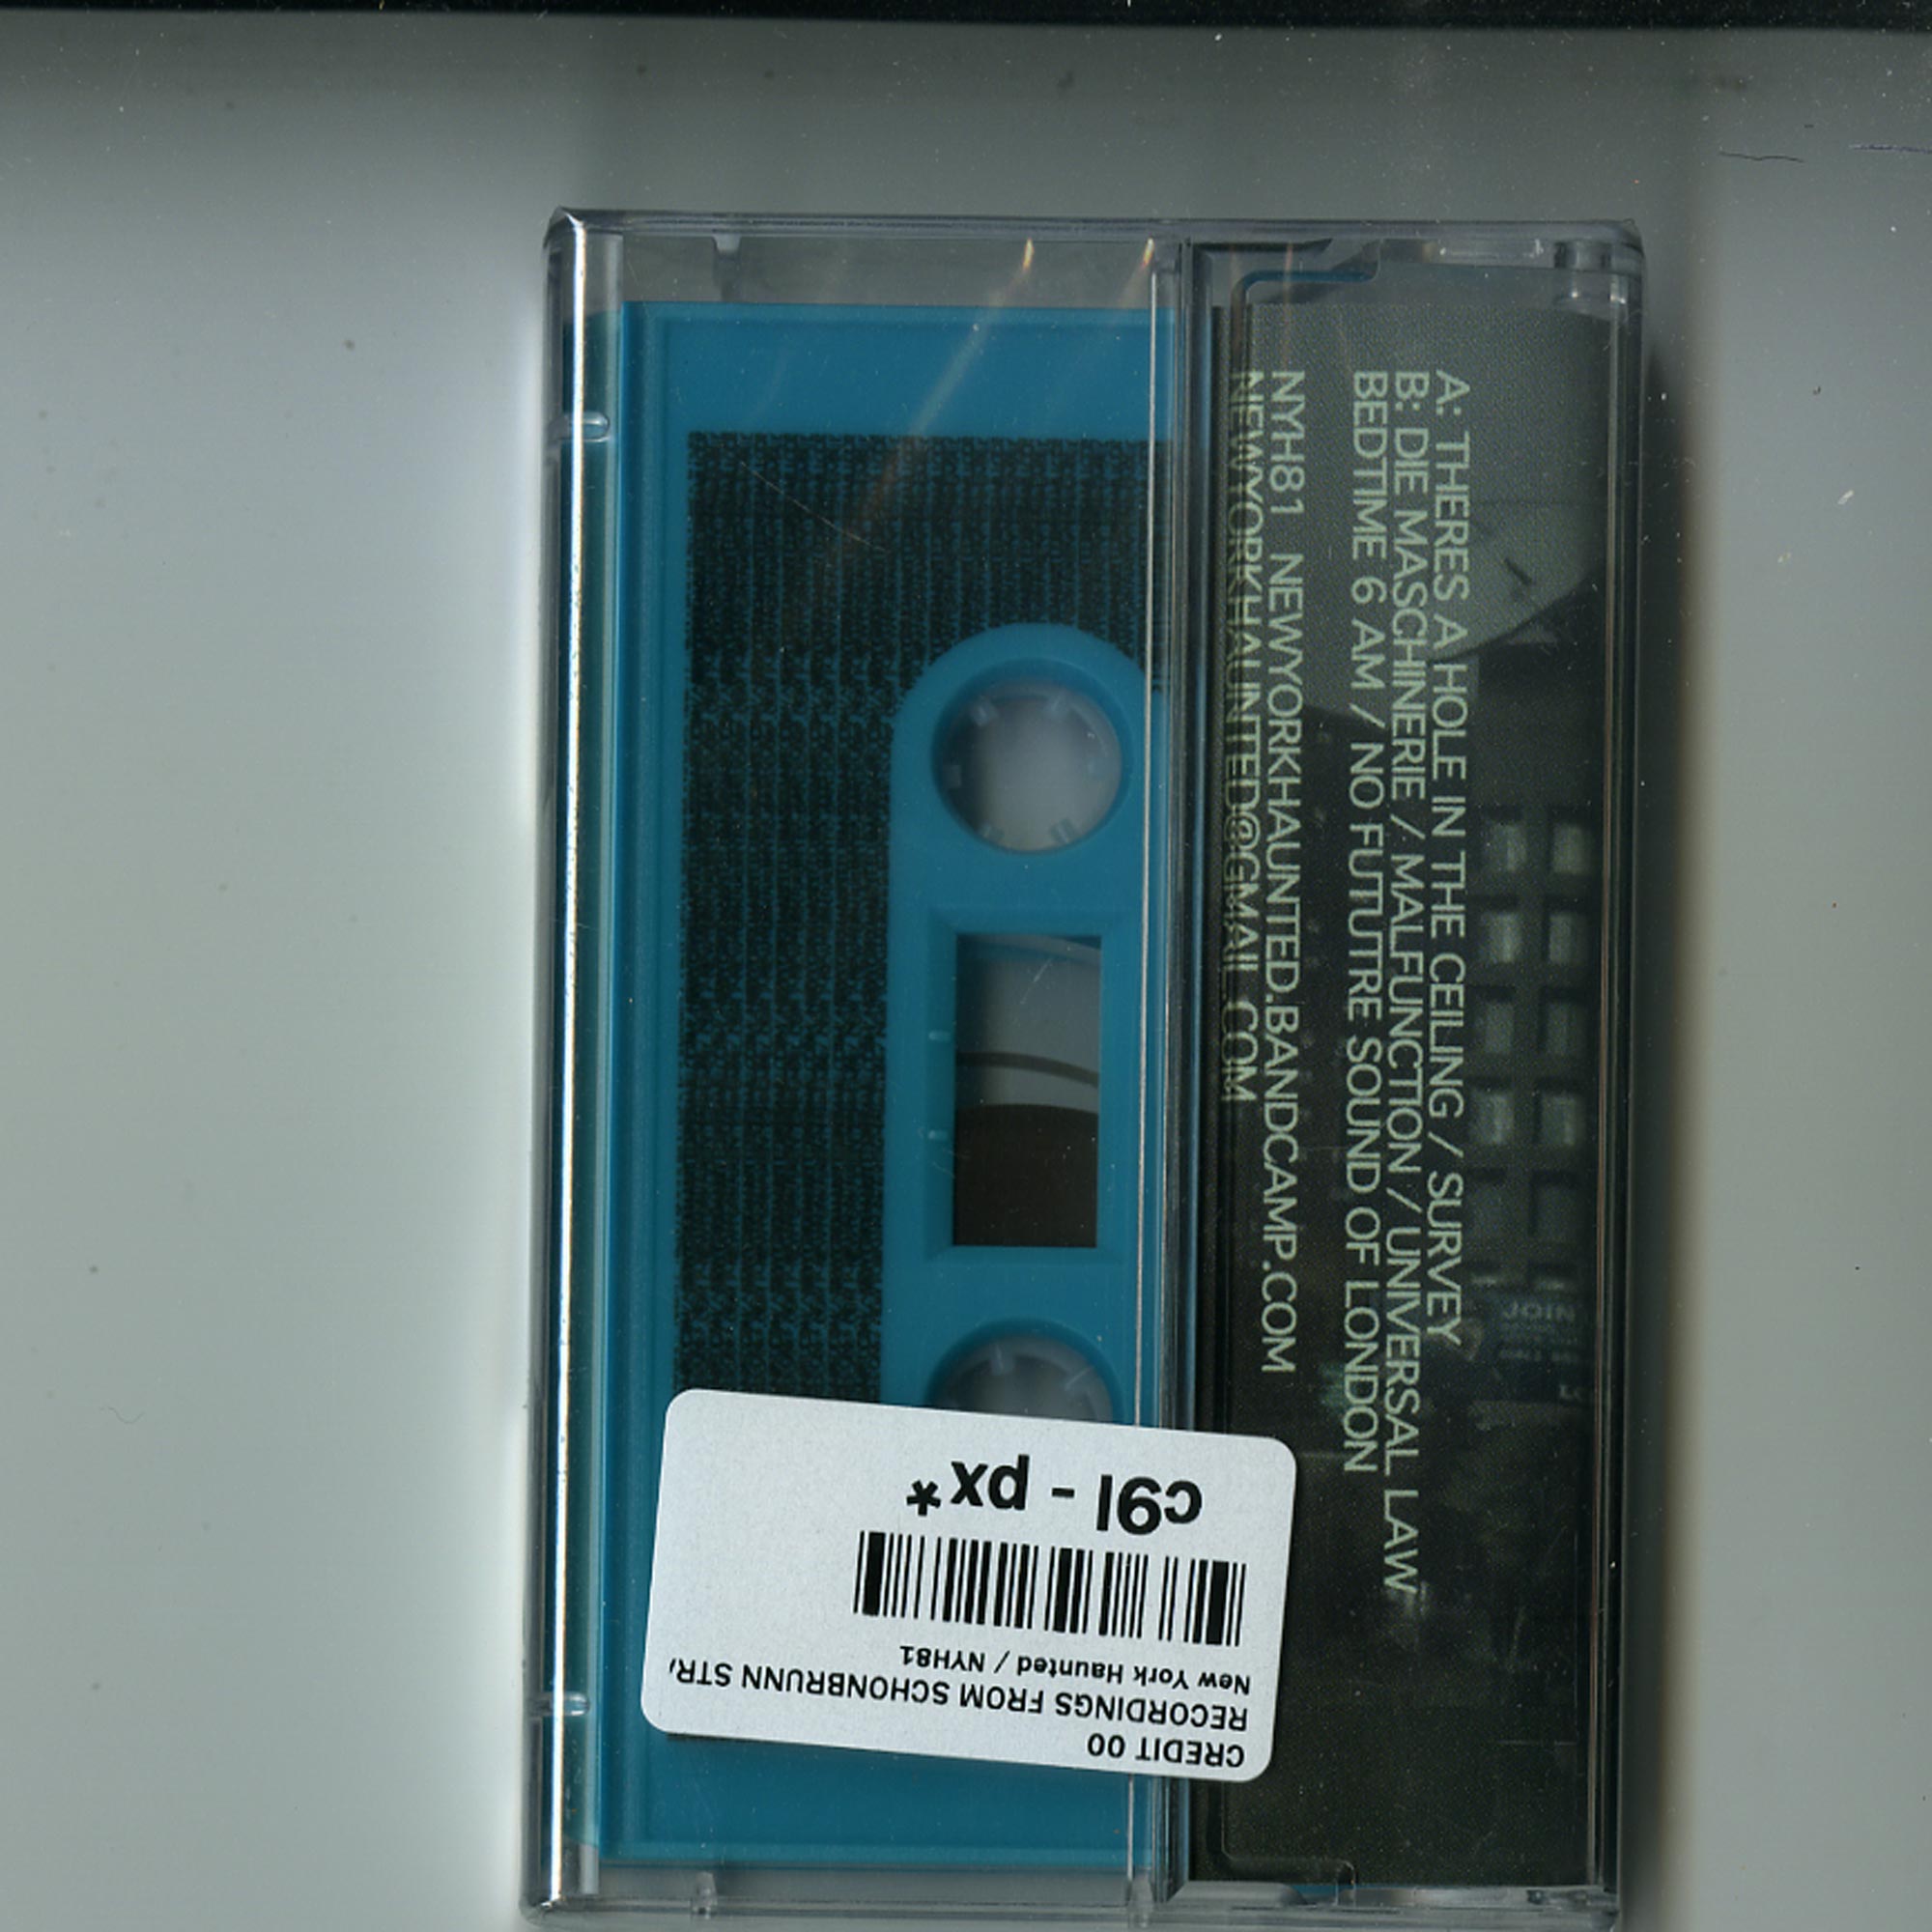 A: THERES A HOLE IN THE CEILING / SURVEY
B: DIE MASCHINERIE / MALFUNCTION / UNIVERSAL LAW
BEDTIME 6 AM / NO FUTUTRE SOUND OF LONDON
NYH81 NEWYORKHAUNTED.BANDCAMP.COM
NEWYORKHAUNTED@GMAIL.COM
CREDIT 00
RECORDINGS FROM SCHONBRUNN STR
New York Haunted / NYH81
c9l - px*
JOIN